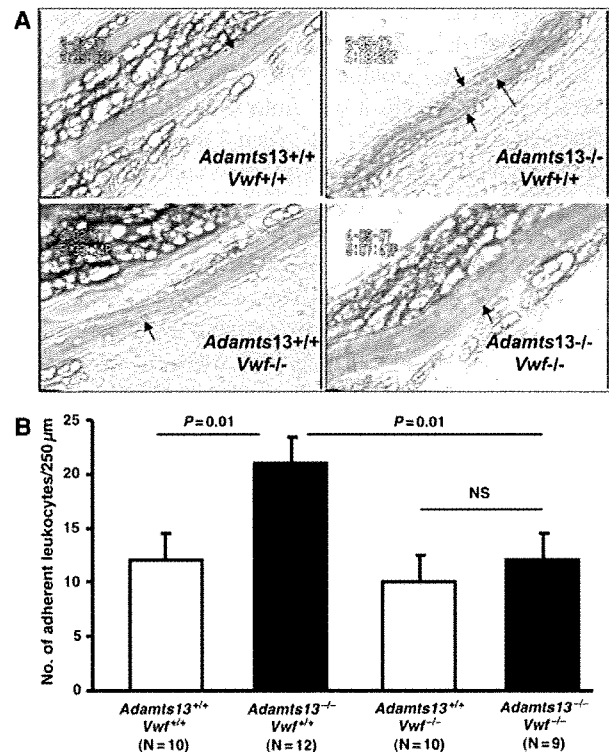 A
Adamts13+/+
Vwf+/+
Adamts13-/-
Vwf+/+
Adamts13+/+
Vwf-/-
Adamts13-/-
Vwf-/-
B
No. of adherent leukocytes/250 µm
25
20
15
10
5
0
P = 0.01
P = 0.01
NS
Adamts13+/+
Vwf+/+
(N = 10)
Adamts13–/–
Vwf+/+
(N = 12)
Adamts13+/+
Vwf–/–
(N = 10)
Adamts13–/–
Vwf–/–
(N = 9)